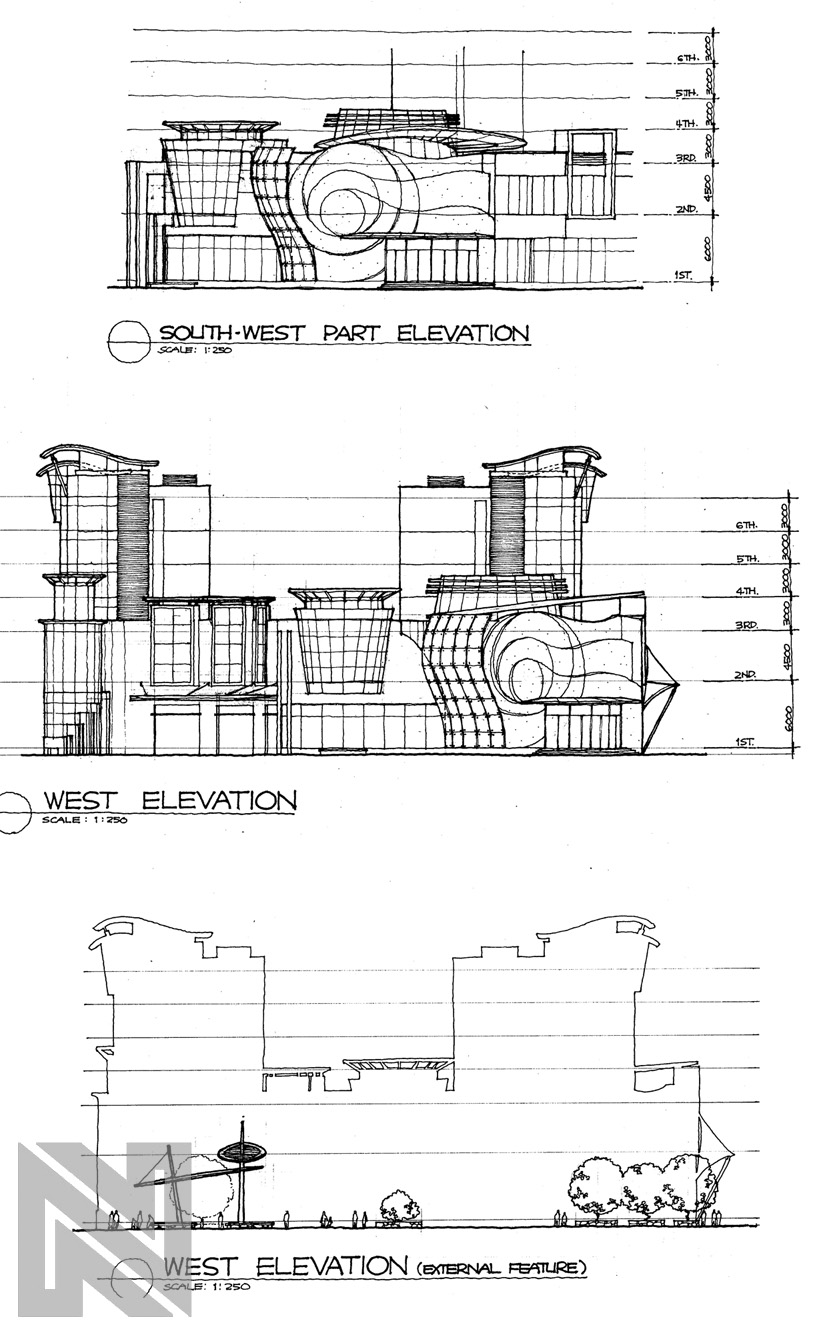 3000
6TH.
3000
5TH.
3000
4TH.
3000
3RD.
4500
2ND.
6000
1ST.
SOUTH-WEST PART ELEVATION
SCALE: 1:250
3000
6TH.
3000
5TH.
3000
4TH.
3000
3RD.
4500
2ND.
6000
1ST.
WEST ELEVATION
SCALE: 1:250
WEST ELEVATION (EXTERNAL FEATURE)
SCALE: 1:250